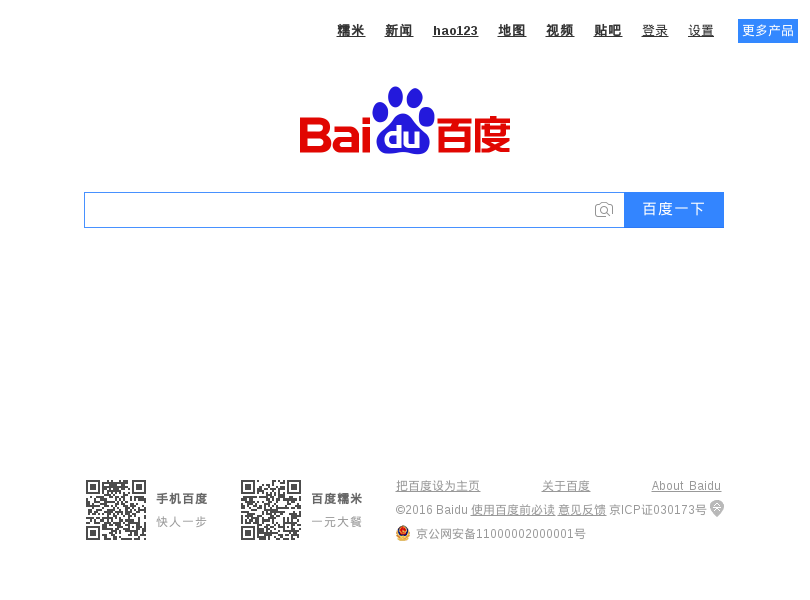 糯米 新闻 hao123 地图 视频 贴吧 登录 设置 更多产品
Baidu百度
百度一下
手机百度
快人一步
百度糯米
一元大餐
把百度设为主页 关于百度 About Baidu
©2016 Baidu 使用百度前必读 意见反馈 京ICP证030173号
京公网安备11000002000001号